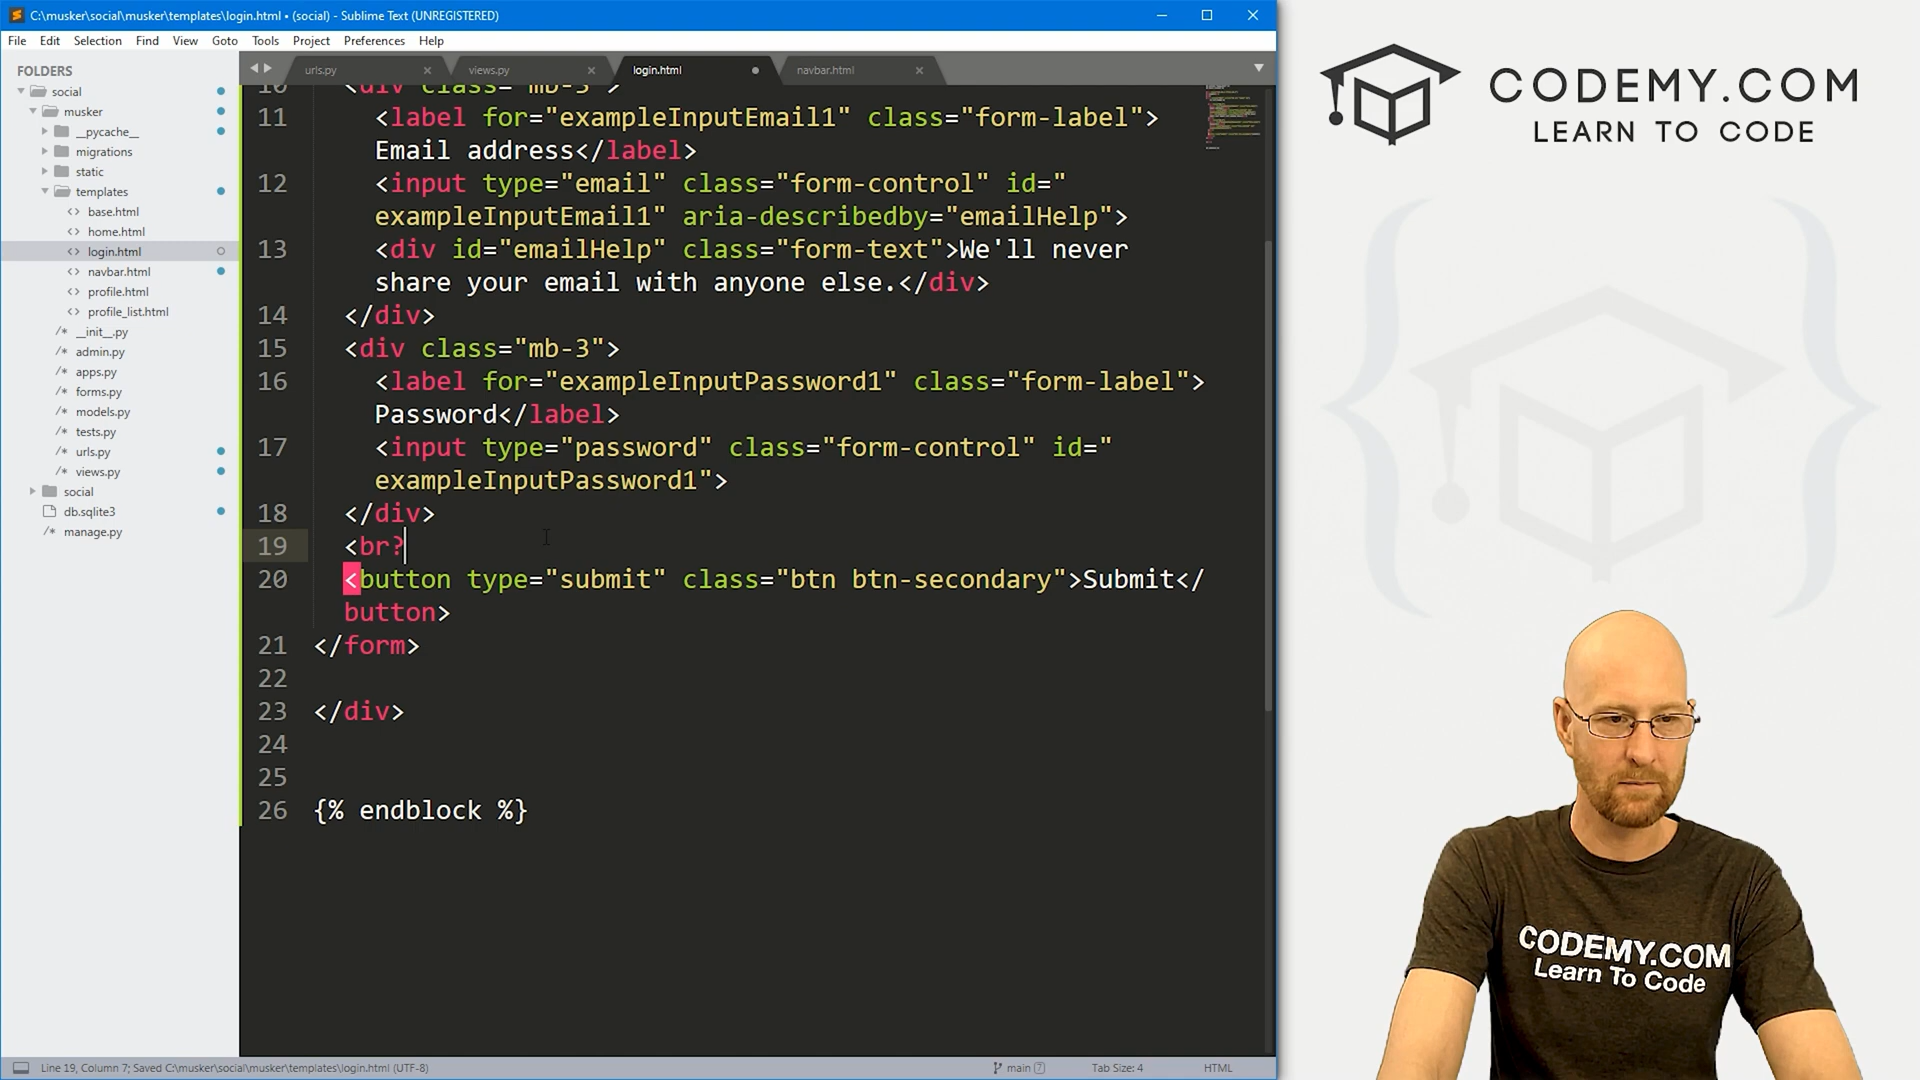 C:\musker\social\musker\templates\login.html • (social) - Sublime Text (UNREGISTERED)
File Edit Selection Find View Goto Tools Project Preferences Help
FOLDERS
social
musker
__pycache__
migrations
static
templates
base.html
home.html
login.html
navbar.html
profile.html
profile_list.html
__init__.py
admin.py
apps.py
forms.py
models.py
tests.py
urls.py
views.py
social
db.sqlite3
manage.py
urls.py views.py login.html navbar.html
10 <div class="mb-3">
11 <label for="exampleInputEmail1" class="form-label">
Email address</label>
12 <input type="email" class="form-control" id="
exampleInputEmail1" aria-describedby="emailHelp">
13 <div id="emailHelp" class="form-text">We'll never
share your email with anyone else.</div>
14 </div>
15 <div class="mb-3">
16 <label for="exampleInputPassword1" class="form-label">
Password</label>
17 <input type="password" class="form-control" id="
exampleInputPassword1">
18 </div>
19 <br?
20 <button type="submit" class="btn btn-secondary">Submit</
button>
21 </form>
22
23 </div>
24
25
26 {% endblock %}
Line 19, Column 7; Saved C:\musker\social\musker\templates\login.html (UTF-8)
main 7
Tab Size: 4
HTML
CODEMY.COM
LEARN TO CODE
CODEMY.COM
Learn To Code